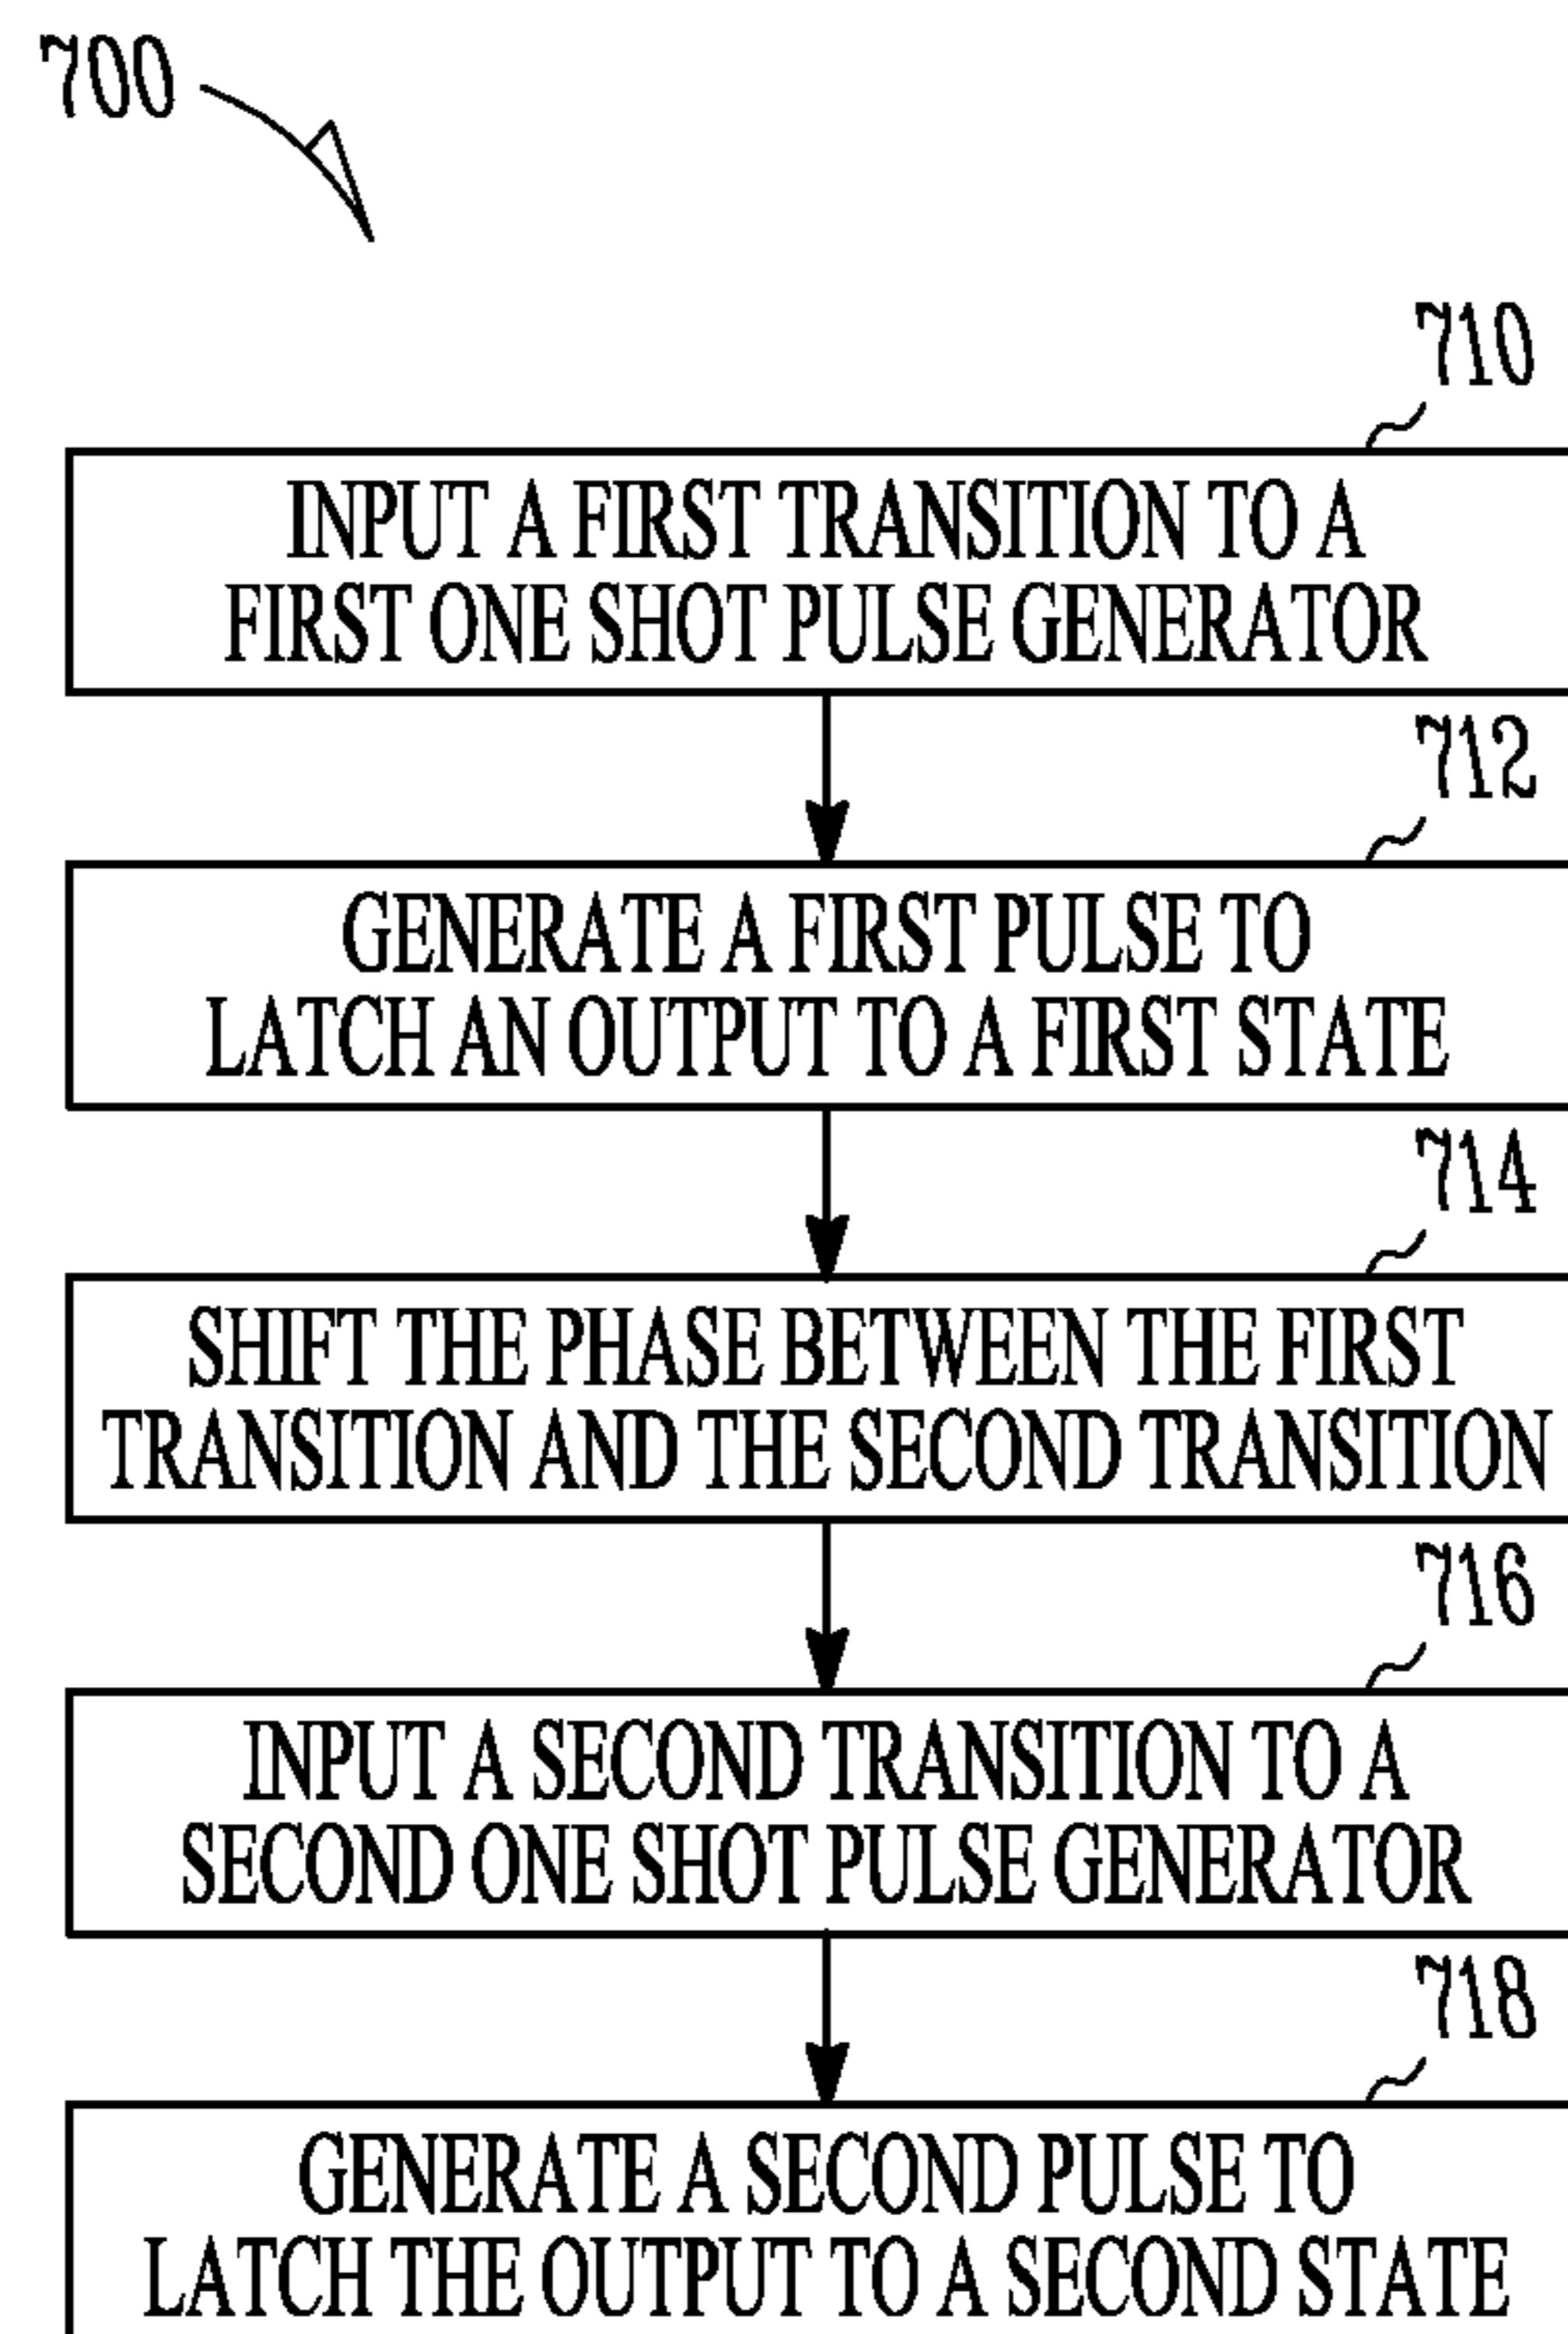 700
710
INPUT A FIRST TRANSITION TO A
FIRST ONE SHOT PULSE GENERATOR
712
GENERATE A FIRST PULSE TO
LATCH AN OUTPUT TO A FIRST STATE
714
SHIFT THE PHASE BETWEEN THE FIRST
TRANSITION AND THE SECOND TRANSITION
716
INPUT A SECOND TRANSITION TO A
SECOND ONE SHOT PULSE GENERATOR
718
GENERATE A SECOND PULSE TO
LATCH THE OUTPUT TO A SECOND STATE